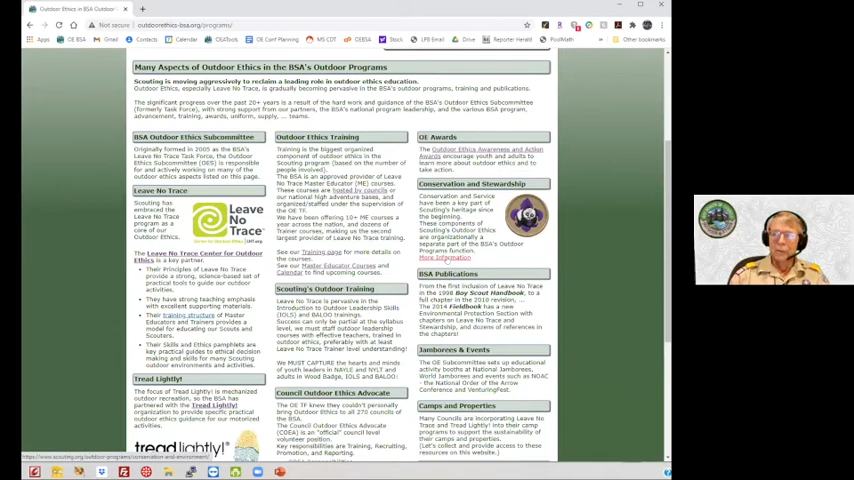 Outdoor Ethics in BSA Outdoor
Not secure | outdoorethics-bsa.org/programs/
Apps OE BSA Gmail Contacts Calendar OEATools OE Conf Planning MS CDT OEBSA Stock LPB Email Drive Reporter Herald PoolMath Other bookmarks
Many Aspects of Outdoor Ethics in the BSA's Outdoor Programs
Scouting is moving aggressively to reclaim a leading role in outdoor ethics education.
Outdoor Ethics, especially Leave No Trace, is gradually becoming pervasive in the BSA's outdoor programs, training and publications.
The significant progress over the past 20+ years is a result of the hard work and guidance of the BSA's Outdoor Ethics Subcommittee
(formerly Task Force), with strong support from our partners, the BSA's national program leadership, and the various BSA program,
advancement, training, awards, uniform, supply, ... teams.
BSA Outdoor Ethics Subcommittee
Originally formed in 2005 as the BSA's
Leave No Trace Task Force, the Outdoor
Ethics Subcommittee (OES) is responsible
for and actively working on many of the
outdoor ethics aspects listed on this page.
Leave No Trace
Scouting has
embraced the
Leave No Trace
program as a
core of our
Outdoor Ethics.
Leave
No
Trace
Center for Outdoor Ethics | LNT.org
The Leave No Trace Center for Outdoor
Ethics is a key partner.
• Their Principles of Leave No Trace
provide a strong, science-based set of
practical tools to guide our outdoor
activities.
• They have strong teaching emphasis
with excellent supporting materials.
• Their training structure of Master
Educators and Trainers provides a
model for educating our Scouts and
Scouters.
• Their Skills and Ethics pamphlets are
key practical guides to ethical decision
making and skills for many Scouting
outdoor environments and activities.
Tread Lightly!
The focus of Tread Lightly! is mechanized
outdoor recreation, so the BSA has
partnered with the Tread Lightly!
organization to provide specific practical
outdoor ethics guidance for our motorized
activities.
treadlightly!
Outdoor Ethics Training
Training is the biggest organized
component of outdoor ethics in the
Scouting program (based on the number of
people involved).
The BSA is an approved provider of Leave
No Trace Master Educator (ME) courses.
These courses are hosted by councils or
our national high adventure bases, and
organized/staffed under the supervision of
the OE TF.
We have been offering 10+ ME courses a
year across the nation, and dozens of
Trainer courses, making us the second
largest provider of Leave No Trace training.
See our Training page for more details on
the courses.
See our Master Educator Courses and
Calendar to find upcoming courses.
Scouting's Outdoor Training
Leave No Trace is pervasive in the
Introduction to Outdoor Leadership Skills
(IOLS) and BALOO trainings.
Success can only be partial at the syllabus
level, we must staff outdoor leadership
courses with effective teachers, trained in
outdoor ethics, preferably with at least
Leave No Trace Trainer level understanding!
We MUST CAPTURE the hearts and minds
of youth leaders in NAYLE and NYLT and
adults in Wood Badge, IOLS and BALOO!
Council Outdoor Ethics Advocate
The OE TF knew they couldn't personally
bring Outdoor Ethics to all 270 councils of
the BSA.
The Council Outdoor Ethics Advocate
(COEA) is an "official" council level
volunteer position.
Key responsibilities are Training, Recruiting,
Promotion, and Reporting.
OE Awards
The Outdoor Ethics Awareness and Action
Awards encourage youth and adults to
learn more about outdoor ethics and to
take action.
Conservation and Stewardship
Conservation and Service
have been a key part of
Scouting's heritage since
the beginning.
These components of
Scouting's Outdoor Ethics
are organizationally a
separate part of the BSA's Outdoor
Programs function.
More Information
BSA Publications
From the first inclusion of Leave No Trace
in the 1998 Boy Scout Handbook, to a
full chapter in the 2010 revision, ...
The 2014 Fieldbook has a new
Environmental Protection Section with
chapters on Leave No Trace and
Stewardship, and dozens of references in
the chapters!
Jamborees & Events
The OE Subcommittee sets up educational
activity booths at National Jamborees,
World Jamborees and events such as NOAC
- the National Order of the Arrow
Conference and VenturingFest.
Camps and Properties
Many Councils are incorporating Leave No
Trace and Tread Lightly! into their camp
programs to support the sustainability of
their camps and properties.
(Let's collect and provide access to these
resources on this website.)
https://www.scouting.org/outdoor-programs/conservation-and-environment/